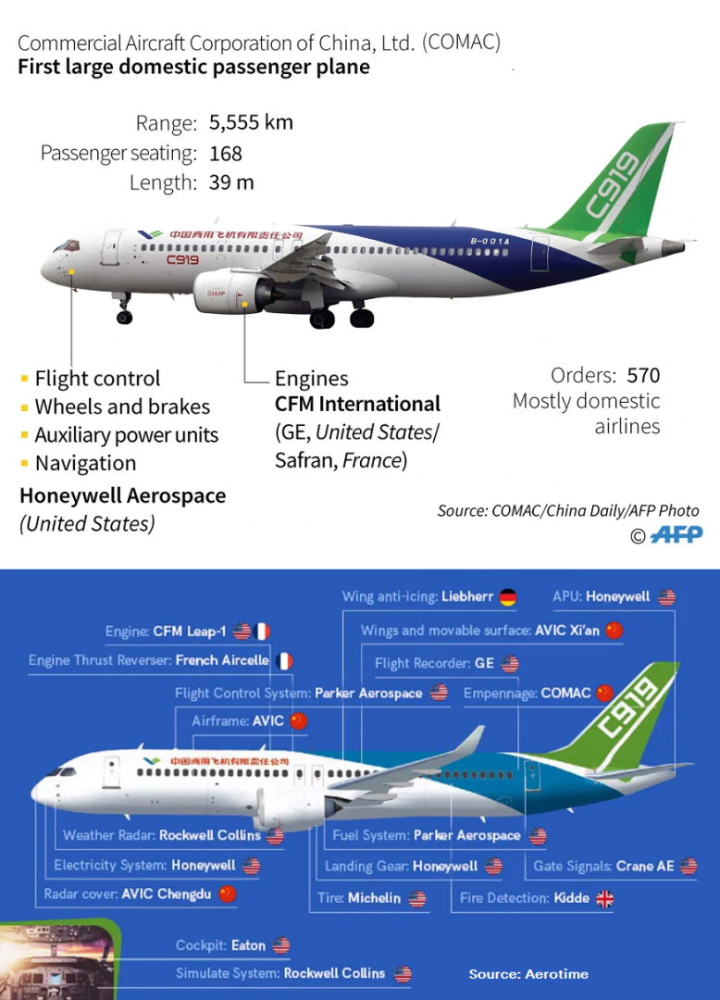 Commercial Aircraft Corporation of China, Ltd. (COMAC)
First large domestic passenger plane
Range: 5,555 km
Passenger seating: 168
Length: 39 m
C919
B-001A
中国商用飞机有限责任公司
C919
LEAP
Flight control
Wheels and brakes
Auxiliary power units
Navigation
Honeywell Aerospace
(United States)
Engines
CFM International
(GE, United States/
Safran, France)
Orders: 570
Mostly domestic
airlines
Source: COMAC/China Daily/AFP Photo
© AFP
Wing anti-icing: Liebherr
APU: Honeywell
Engine: CFM Leap-1
Wings and movable surface: AVIC Xi'an
Engine Thrust Reverser: French Aircelle
Flight Recorder: GE
Flight Control System: Parker Aerospace
Empennage: COMAC
Airframe: AVIC
C919
中国商用飞机有限责任公司
Weather Radar: Rockwell Collins
Fuel System: Parker Aerospace
Electricity System: Honeywell
Landing Gear: Honeywell
Gate Signals: Crane AE
Radar cover: AVIC Chengdu
Tire: Michelin
Fire Detection: Kidde
Cockpit: Eaton
Simulate System: Rockwell Collins
Source: Aerotime